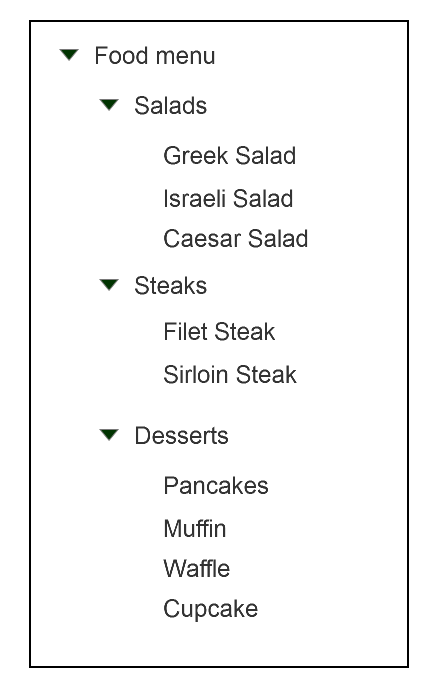 Food menu
Salads
Greek Salad
Israeli Salad
Caesar Salad
Steaks
Filet Steak
Sirloin Steak
Desserts
Pancakes
Muffin
Waffle
Cupcake